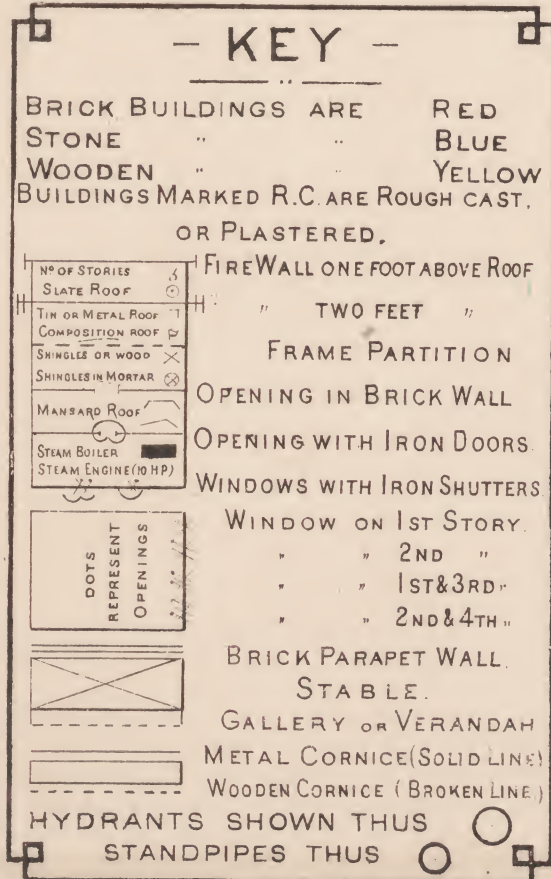 – KEY –
BRICK BUILDINGS ARE RED
STONE " " BLUE
WOODEN " " YELLOW
BUILDINGS MARKED R.C. ARE ROUGH CAST,
OR PLASTERED.
Nº OF STORIES 3 FIRE WALL ONE FOOT ABOVE ROOF
SLATE ROOF
TIN OR METAL ROOF " TWO FEET "
COMPOSITION ROOF
SHINGLES OR WOOD FRAME PARTITION
SHINGLES IN MORTAR
MANSARD ROOF OPENING IN BRICK WALL
STEAM BOILER OPENING WITH IRON DOORS.
STEAM ENGINE (10 HP)
WINDOWS WITH IRON SHUTTERS
DOTS REPRESENT OPENINGS
WINDOW ON 1ST STORY.
" " 2ND "
" " 1ST & 3RD "
" " 2ND & 4TH "
BRICK PARAPET WALL.
STABLE.
GALLERY OR VERANDAH
METAL CORNICE (SOLID LINE)
WOODEN CORNICE (BROKEN LINE)
HYDRANTS SHOWN THUS
STANDPIPES THUS